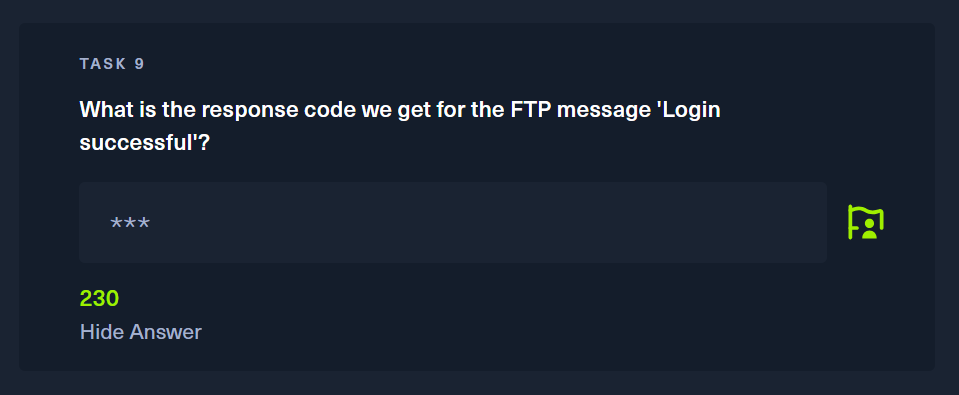 TASK 9
What is the response code we get for the FTP message 'Login
successful'?
***
230
Hide Answer